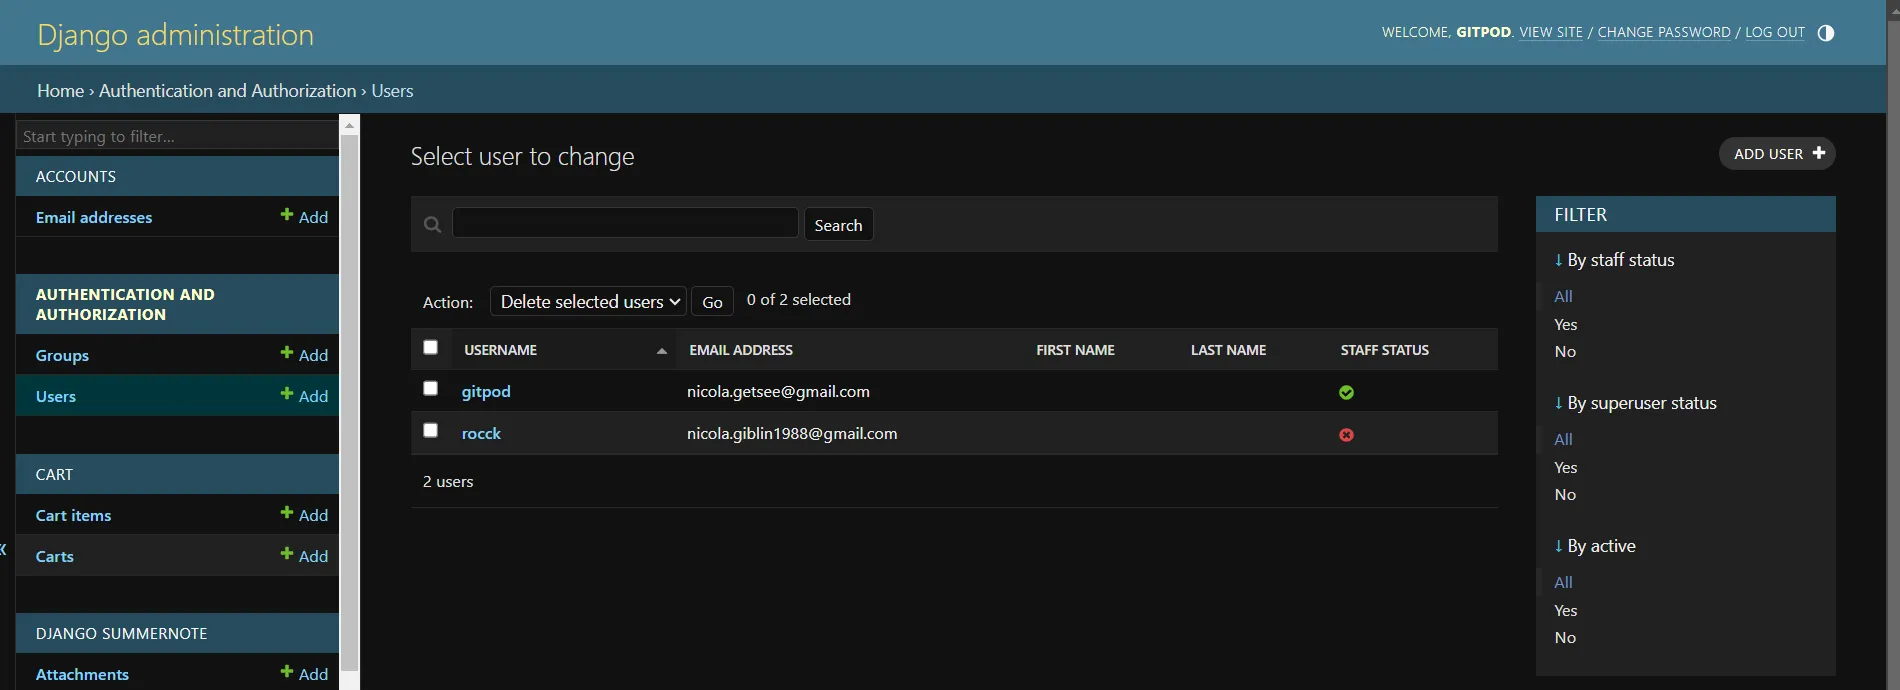 Django administration
WELCOME, GITPOD. VIEW SITE / CHANGE PASSWORD / LOG OUT
Home › Authentication and Authorization › Users
Start typing to filter...
ACCOUNTS
Email addresses + Add
AUTHENTICATION AND
AUTHORIZATION
Groups + Add
Users + Add
CART
Cart items + Add
Carts + Add
DJANGO SUMMERNOTE
Attachments + Add
«
Select user to change
ADD USER +
Search
Action: Delete selected users Go 0 of 2 selected
USERNAME EMAIL ADDRESS FIRST NAME LAST NAME STAFF STATUS
gitpod nicola.getsee@gmail.com
rocck nicola.giblin1988@gmail.com
2 users
FILTER
↓ By staff status
All
Yes
No
↓ By superuser status
All
Yes
No
↓ By active
All
Yes
No